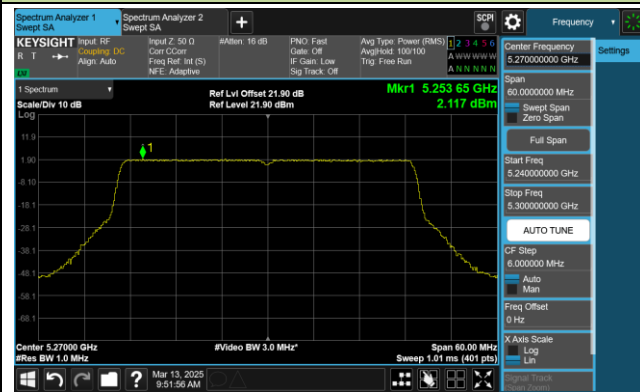 Spectrum Analyzer 1
Swept SA
Spectrum Analyzer 2
Swept SA
+
SCPI
Frequency
KEYSIGHT
R T
LXI
Input: RF
Coupling: DC
Align: Auto
Input Z: 50 Ω
Corr CCorr
Freq Ref: Int (S)
NFE: Adaptive
#Atten: 16 dB
PNO: Fast
Gate: Off
IF Gain: Low
Sig Track: Off
Avg Type: Power (RMS)
Avg|Hold: 100/100
Trig: Free Run
1 2 3 4 5 6
A W W W W W
A N N N N N
1 Spectrum
Scale/Div 10 dB
Log
Ref Lvl Offset 21.90 dB
Ref Level 21.90 dBm
Mkr1 5.253 65 GHz
2.117 dBm
1
11.9
1.90
-8.10
-18.1
-28.1
-38.1
-48.1
-58.1
-68.1
Center 5.27000 GHz
#Res BW 1.0 MHz
#Video BW 3.0 MHz*
Span 60.00 MHz
Sweep 1.01 ms (401 pts)
Center Frequency
5.270000000 GHz
Span
60.0000000 MHz
Swept Span
Zero Span
Full Span
Start Freq
5.240000000 GHz
Stop Freq
5.300000000 GHz
AUTO TUNE
CF Step
6.000000 MHz
Auto
Man
Freq Offset
0 Hz
X Axis Scale
Log
Lin
Signal Track
(Span Zoom)
Settings
?
Mar 13, 2025
9:51:56 AM